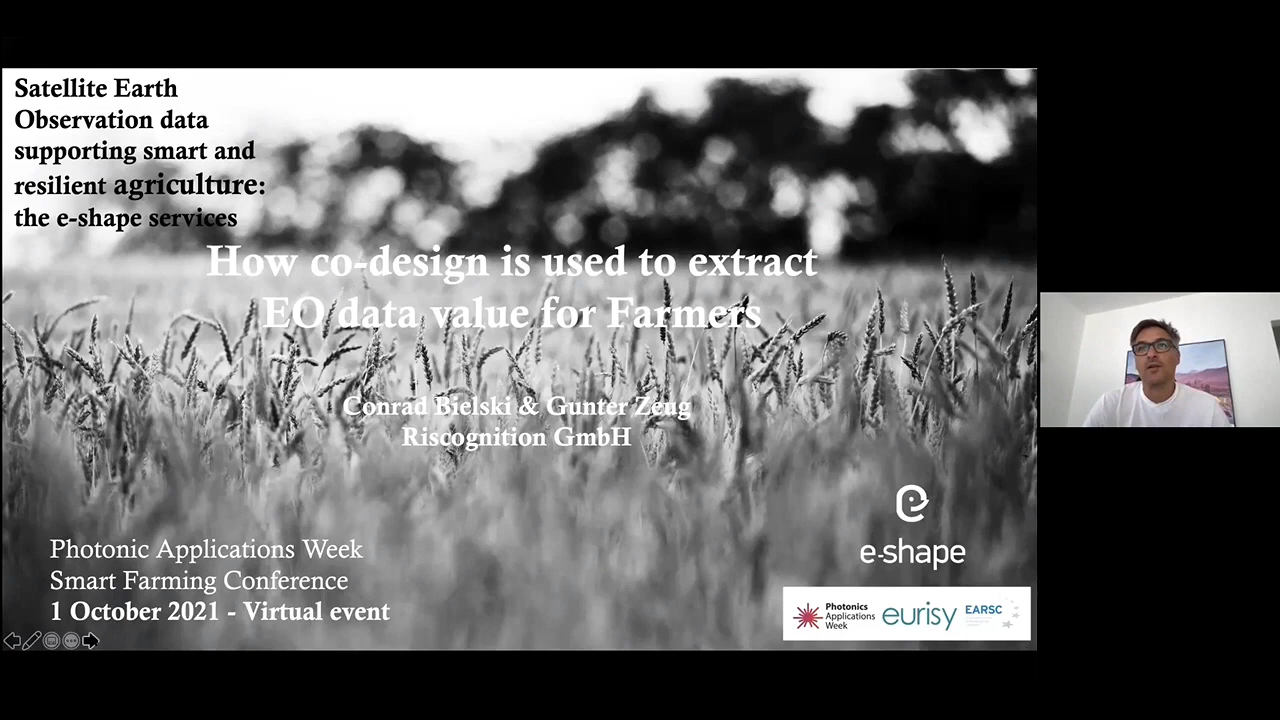 Satellite Earth
Observation data
supporting smart and
resilient agriculture:
the e-shape services
How co-design is used to extract
EO data value for Farmers
Conrad Bielski & Gunter Zeug
Riscognition GmbH
e-shape
Photonic Applications Week
Smart Farming Conference
1 October 2021 - Virtual event
Photonics
Applications
Week
eurisy
EARSC